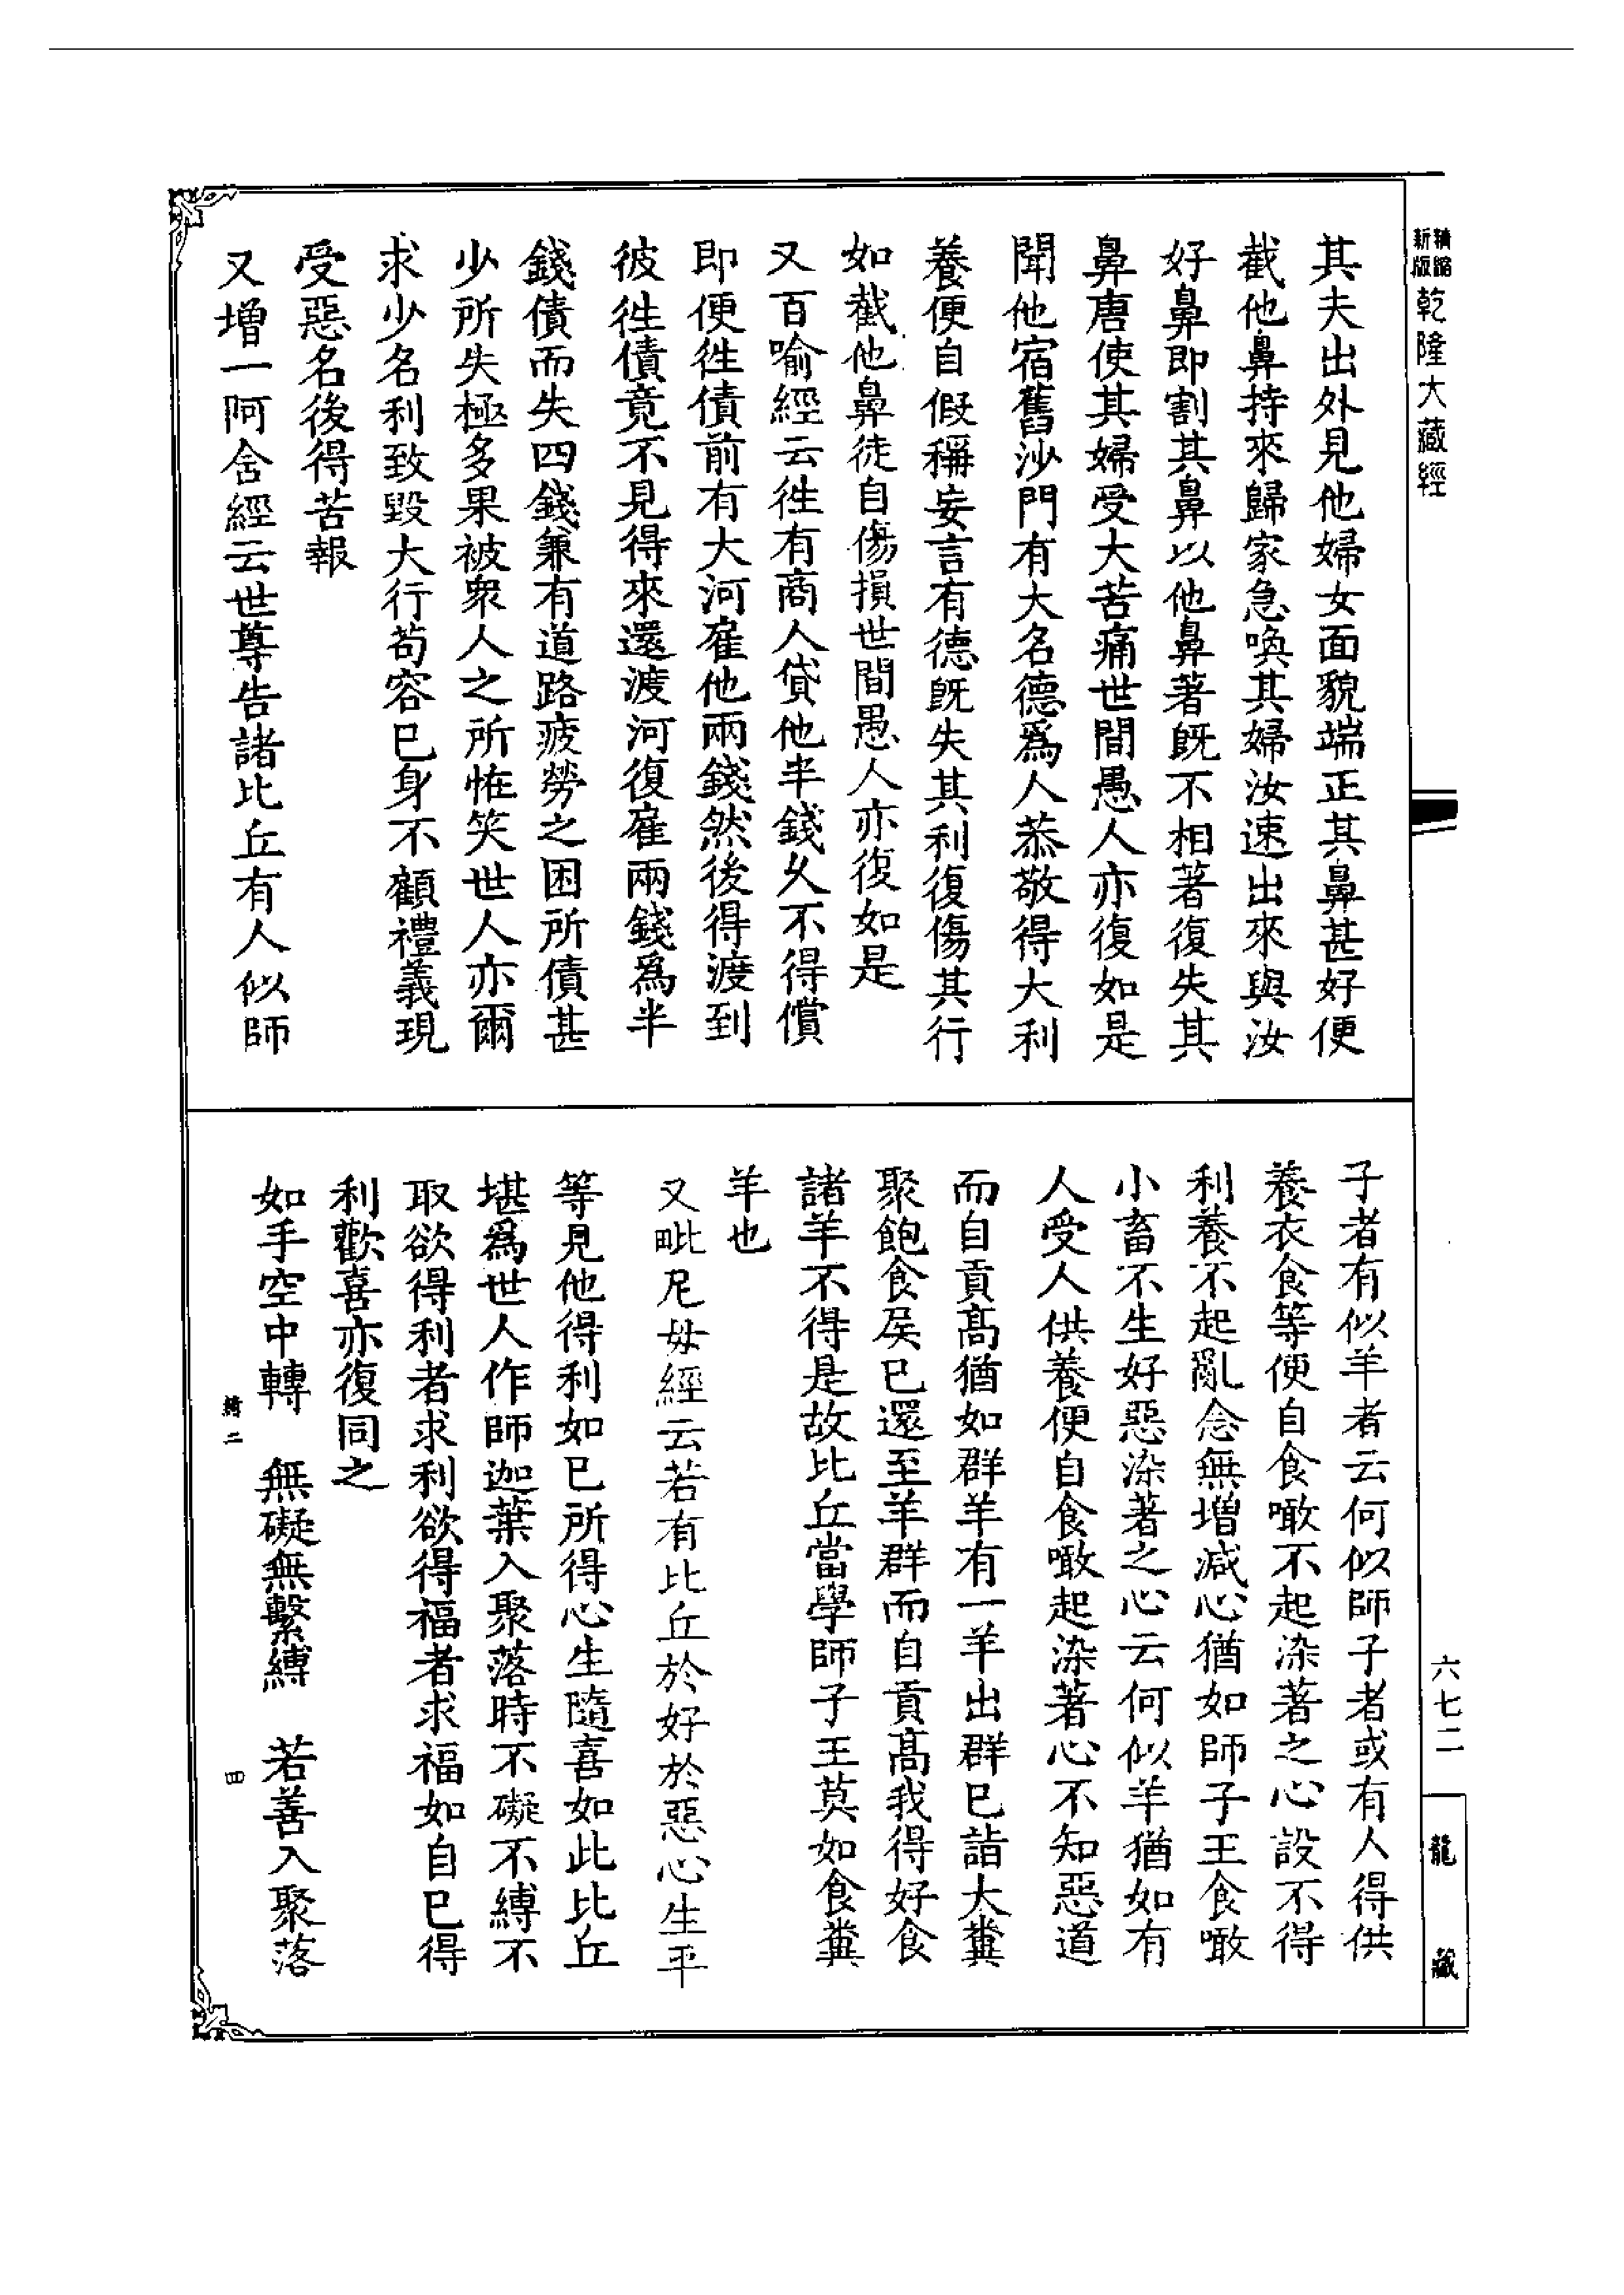 新版精縮乾隆大藏經
其夫出外見他婦女面貌端正其鼻甚好便
截他鼻持來歸家急喚其婦汝速出來與汝
好鼻即割其鼻以他鼻著旣不相著復失其
鼻唐使其婦受大苦痛世間愚人亦復如是
聞他宿舊沙門有大名德爲人恭敬得大利
養便自假稱妄言有德旣失其利復傷其行
如截他鼻徒自傷損世間愚人亦復如是
又百喻經云徃有商人貸他半錢久不得償
即便徃債前有大河雇他兩錢然後得渡到
彼徃債竟不見得來還渡河復雇兩錢爲半
錢債而失四錢兼有道路疲勞之困所債甚
少所失極多果被衆人之所恠笑世人亦爾
求少名利致毀大行苟容巳身不顧禮義現
受惡名後得苦報
又增一阿含經云世尊告諸比丘有人似師
子者有似羊者云何似師子者或有人得供
養衣食等便自食噉不起染著之心設不得
利養不起亂念無增減心猶如師子王食噉
小畜不生好惡染著之心云何似羊猶如有
人受人供養便自食噉起染著心不知惡道
而自貢高猶如群羊有一羊出群巳詣大糞
聚飽食屎巳還至羊群而自貢高我得好食
諸羊不得是故比丘當學師子王莫如食糞
羊也
又毗尼毋經云若有比丘於好於惡心生平
等見他得利如巳所得心生隨喜如此比丘
堪爲世人作師迦葉入聚落時不礙不縛不
取欲得利者求利欲得福者求福如自巳得
利歡喜亦復同之
如手空中轉　無礙無繫縛　若善入聚落
四
六七二
龍藏